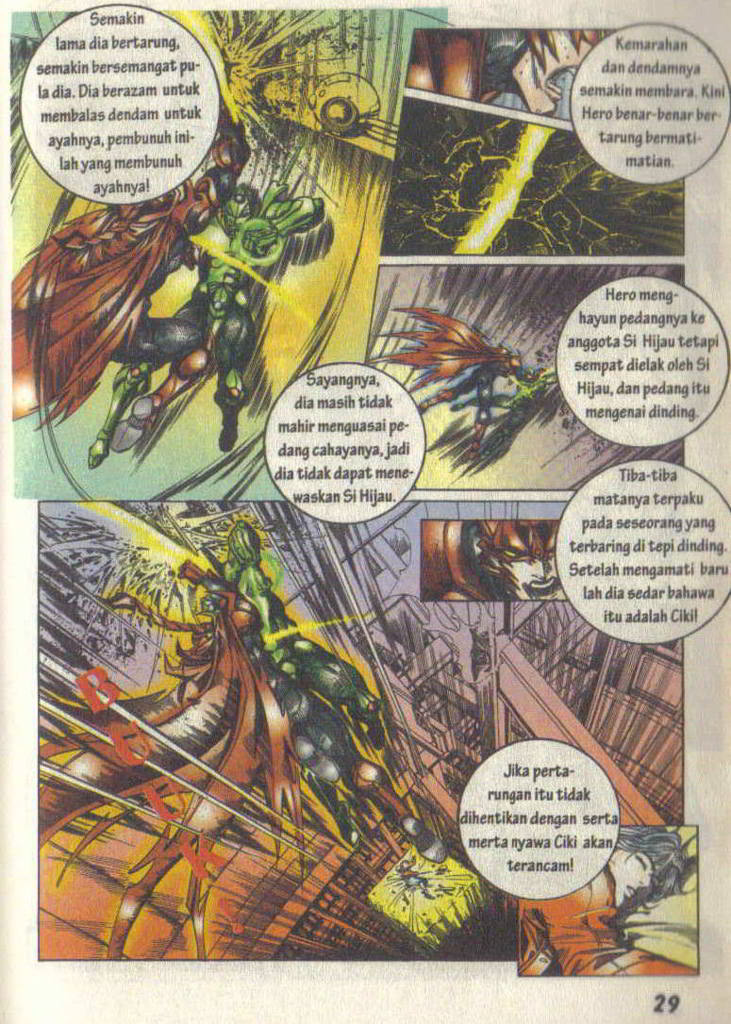 Semakin
lama dia bertarung,
semakin bersemangat pu-
la dia. Dia berazam untuk
membalas dendam untuk
ayahnya, pembunuh ini-
lah yang membunuh
ayahnya!
Kemarahan
dan dendamnya
semakin membara. Kini
Hero benar-benar ber-
tarung bermati-
matian.
Hero meng-
hayun pedangnya ke
anggota Si Hijau tetapi
sempat dielak oleh Si
Hijau, dan pedang itu
mengenai dinding.
Sayangnya,
dia masih tidak
mahir menguasai pe-
dang cahayanya, jadi
dia tidak dapat mene-
waskan Si Hijau.
Tiba-tiba
matanya terpaku
pada seseorang yang
terbaring di tepi dinding.
Setelah mengamati baru
lah dia sedar bahawa
itu adalah Ciki!
BULK!
Jika perta-
rungan itu tidak
dihentikan dengan serta
merta nyawa Ciki akan
terancam!
29